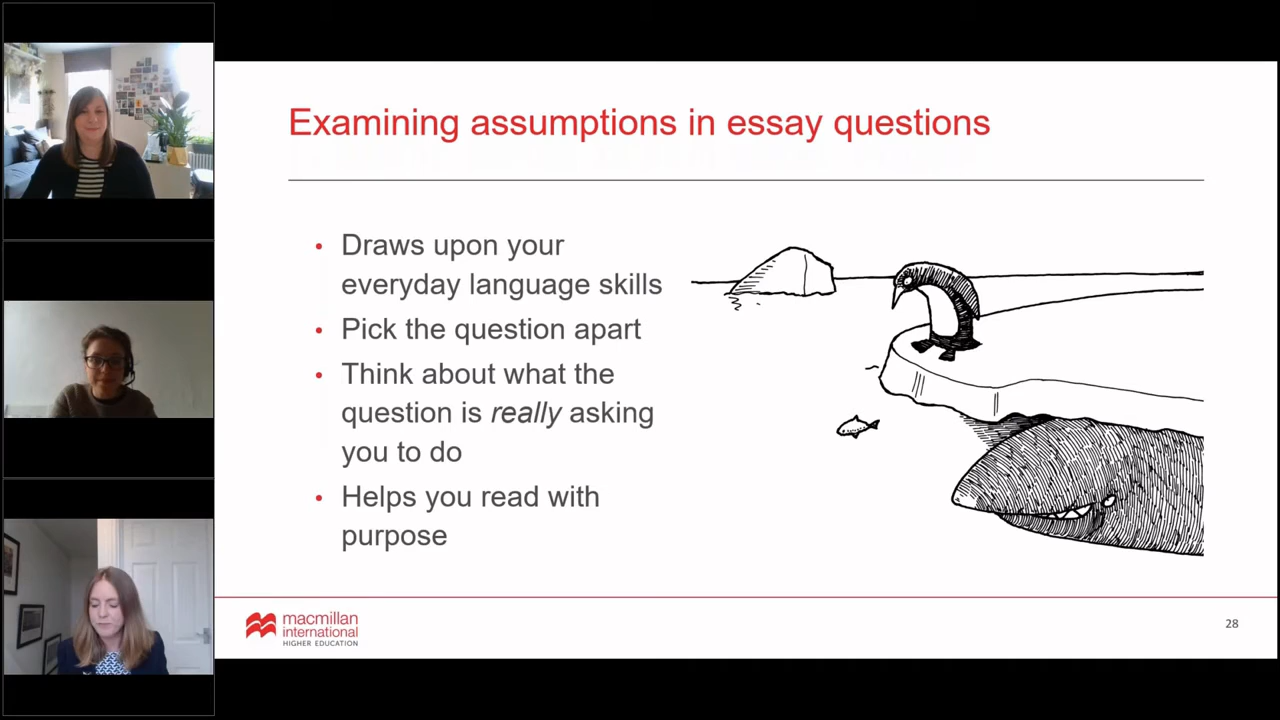 Examining assumptions in essay questions
• Draws upon your
everyday language skills
• Pick the question apart
• Think about what the
question is really asking
you to do
• Helps you read with
purpose
macmillan
international
HIGHER EDUCATION
28